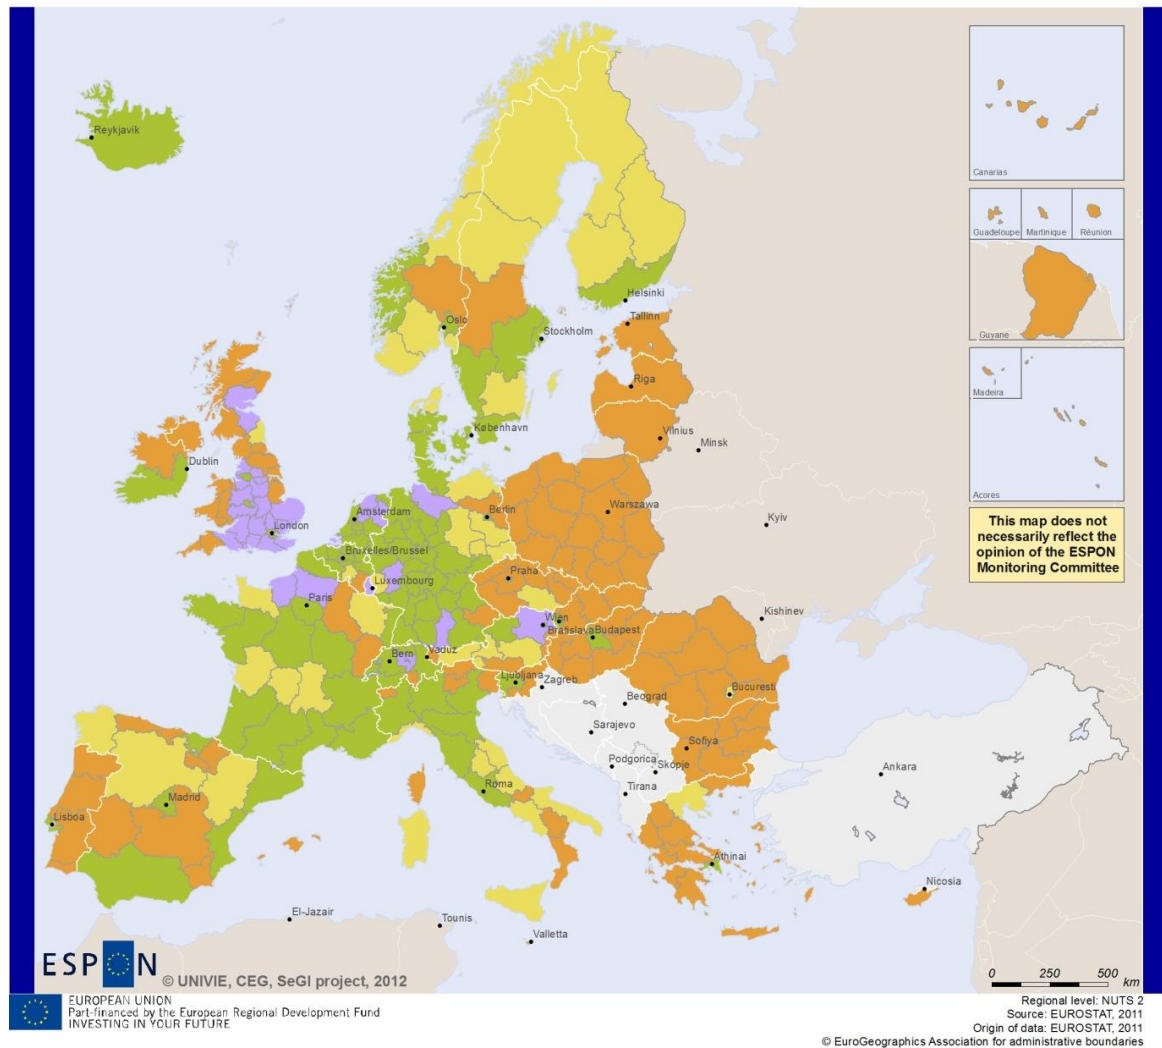 Reykjavik
Canarias
Guadeloupe
Martinique
Réunion
Guyane
Madeira
Acores
This map does not
necessarily reflect the
opinion of the ESPON
Monitoring Committee
Helsinki
Tallinn
Oslo
Stockholm
Riga
København
Vilnius
Minsk
Dublin
Berlin
Warszawa
Amsterdam
London
Kyiv
Bruxelles/Brussel
Praha
Luxembourg
Paris
Wien
Kishinev
Bratislava
Budapest
Bern
Vaduz
Ljubljana
Zagreb
Bucuresti
Beograd
Sarajevo
Sofiya
Podgorica
Skopje
Ankara
Roma
Tirana
Madrid
Lisboa
Athinai
Nicosia
El-Jazair
Tounis
Valletta
ESPON
© UNIVIE, CEG, SeGI project, 2012
0 250 500
km
EUROPEAN UNION
Part-financed by the European Regional Development Fund
INVESTING IN YOUR FUTURE
Regional level: NUTS 2
Source: EUROSTAT, 2011
Origin of data: EUROSTAT, 2011
© EuroGeographics Association for administrative boundaries